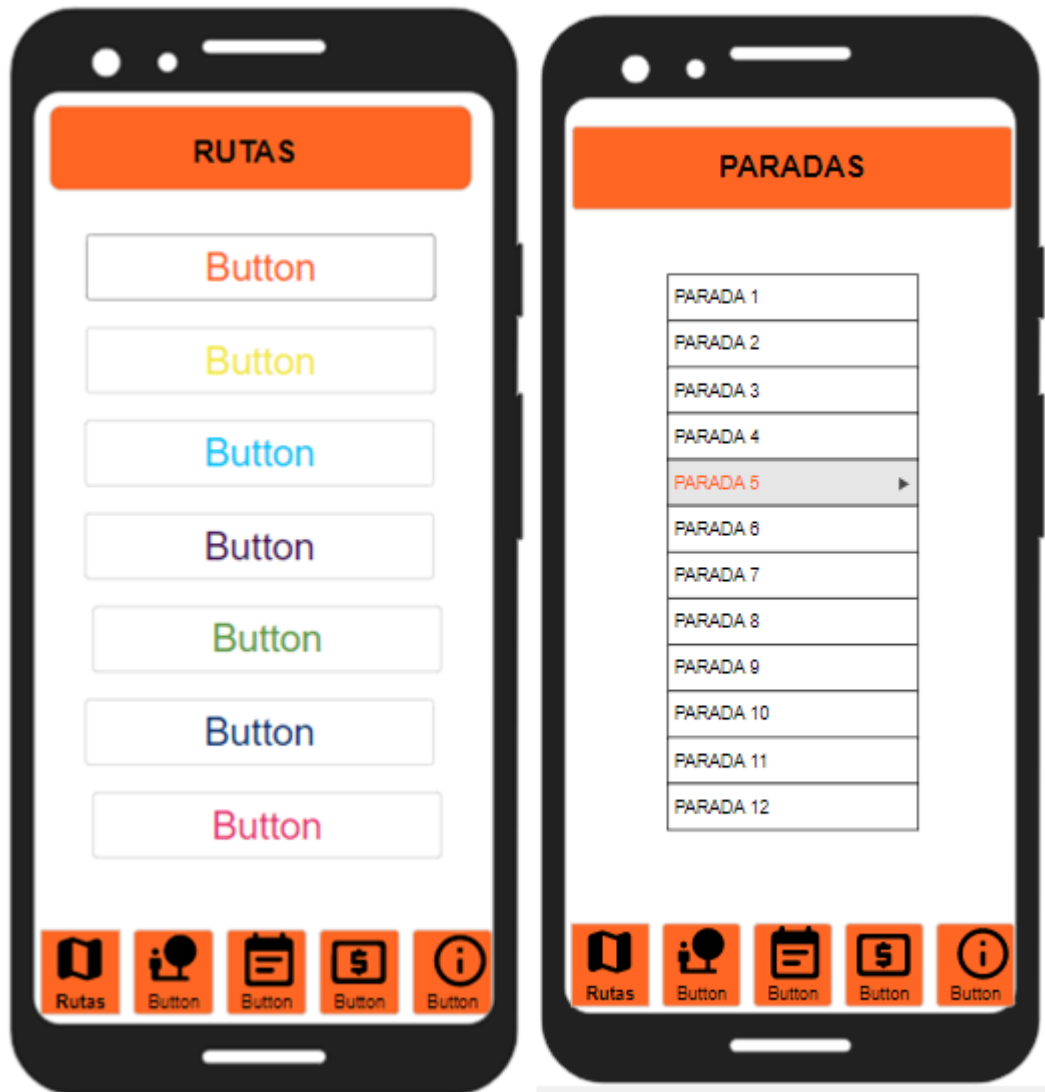 RUTAS
Button
Button
Button
Button
Button
Button
Button
Rutas
Button
Button
Button
Button
PARADAS
PARADA 1
PARADA 2
PARADA 3
PARADA 4
PARADA 5
PARADA 6
PARADA 7
PARADA 8
PARADA 9
PARADA 10
PARADA 11
PARADA 12
Rutas
Button
Button
Button
Button